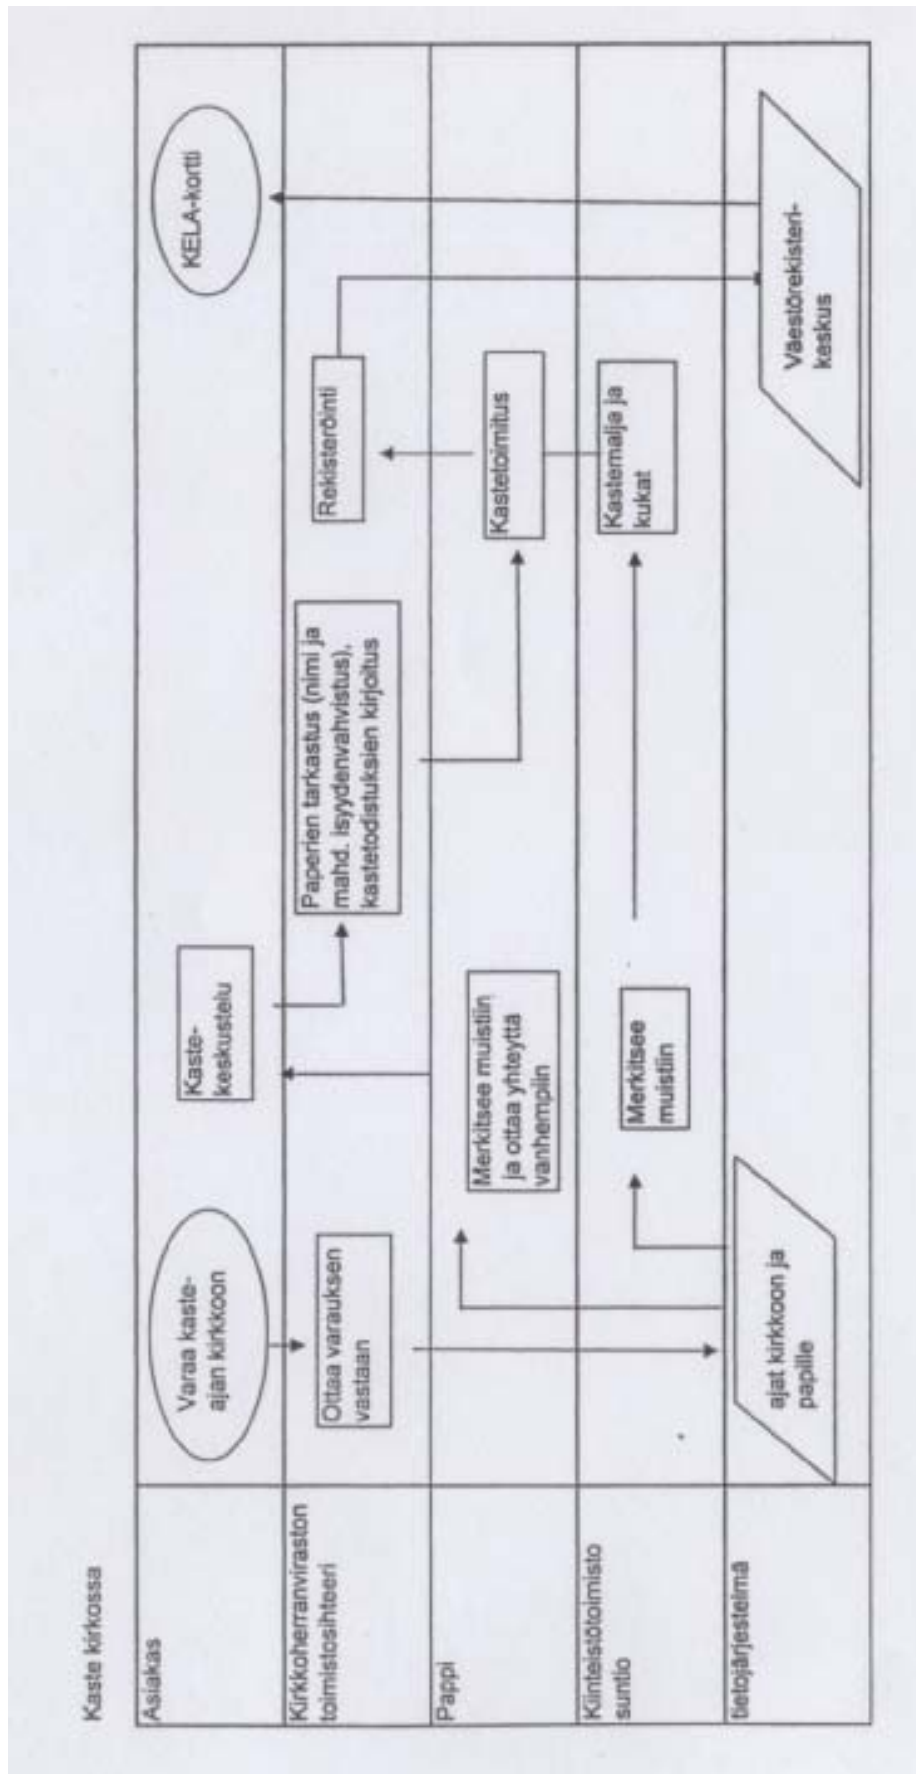 Kaste kirkossa
Asiakas
Varaa kaste-
ajan kirkkoon
Kaste-
keskustelu
KELA-kortti
Kirkkoherranviraston
toimistosihteeri
Ottaa varauksen
vastaan
Paperien tarkastus (nimi ja
mahd. isyydenvahvistus),
kastetodistuksien kirjoitus
Rekisteröinti
Pappi
Merkitsee muistiin
ja ottaa yhteyttä
vanhempiin
Kastetoimitus
Kiinteistötoimisto
suntio
Merkitsee
muistiin
Kastemalja ja
kukat
tietojärjestelmä
ajat kirkkoon ja
papille
Väestörekisteri-
keskus